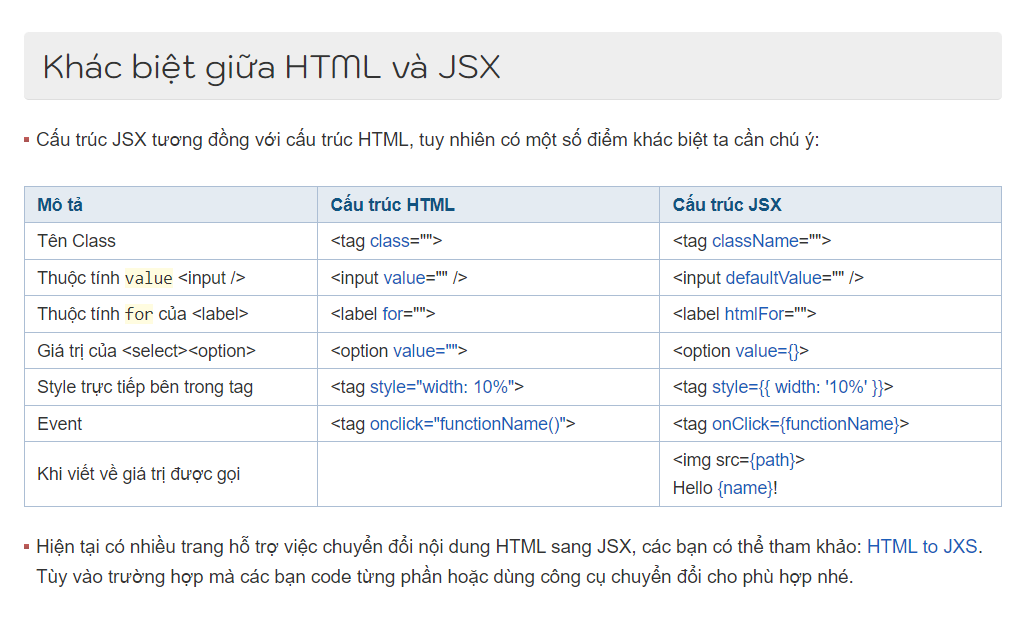 Khác biệt giữa HTML và JSX
Cấu trúc JSX tương đồng với cấu trúc HTML, tuy nhiên có một số điểm khác biệt ta cần chú ý:
Mô tả Cấu trúc HTML Cấu trúc JSX
Tên Class <tag class=""> <tag className="">
Thuộc tính value <input /> <input value="" /> <input defaultValue="" />
Thuộc tính for của <label> <label for=""> <label htmlFor="">
Giá trị của <select><option> <option value=""> <option value={}>
Style trực tiếp bên trong tag <tag style="width: 10%"> <tag style={{ width: '10%' }}>
Event <tag onclick="functionName()"> <tag onClick={functionName}>
Khi viết về giá trị được gọi <img src={path}>
Hello {name}!
Hiện tại có nhiều trang hỗ trợ việc chuyển đổi nội dung HTML sang JSX, các bạn có thể tham khảo: HTML to JXS.
Tùy vào trường hợp mà các bạn code từng phần hoặc dùng công cụ chuyển đổi cho phù hợp nhé.